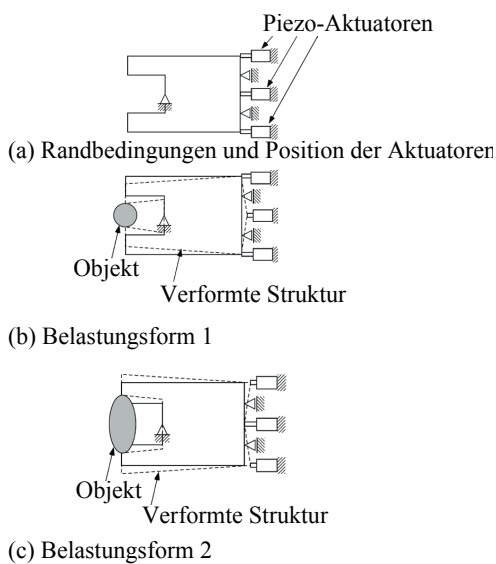 Piezo-Aktuatoren
(a) Randbedingungen und Position der Aktuatoren
Objekt
Verformte Struktur
(b) Belastungsform 1
Objekt
Verformte Struktur
(c) Belastungsform 2